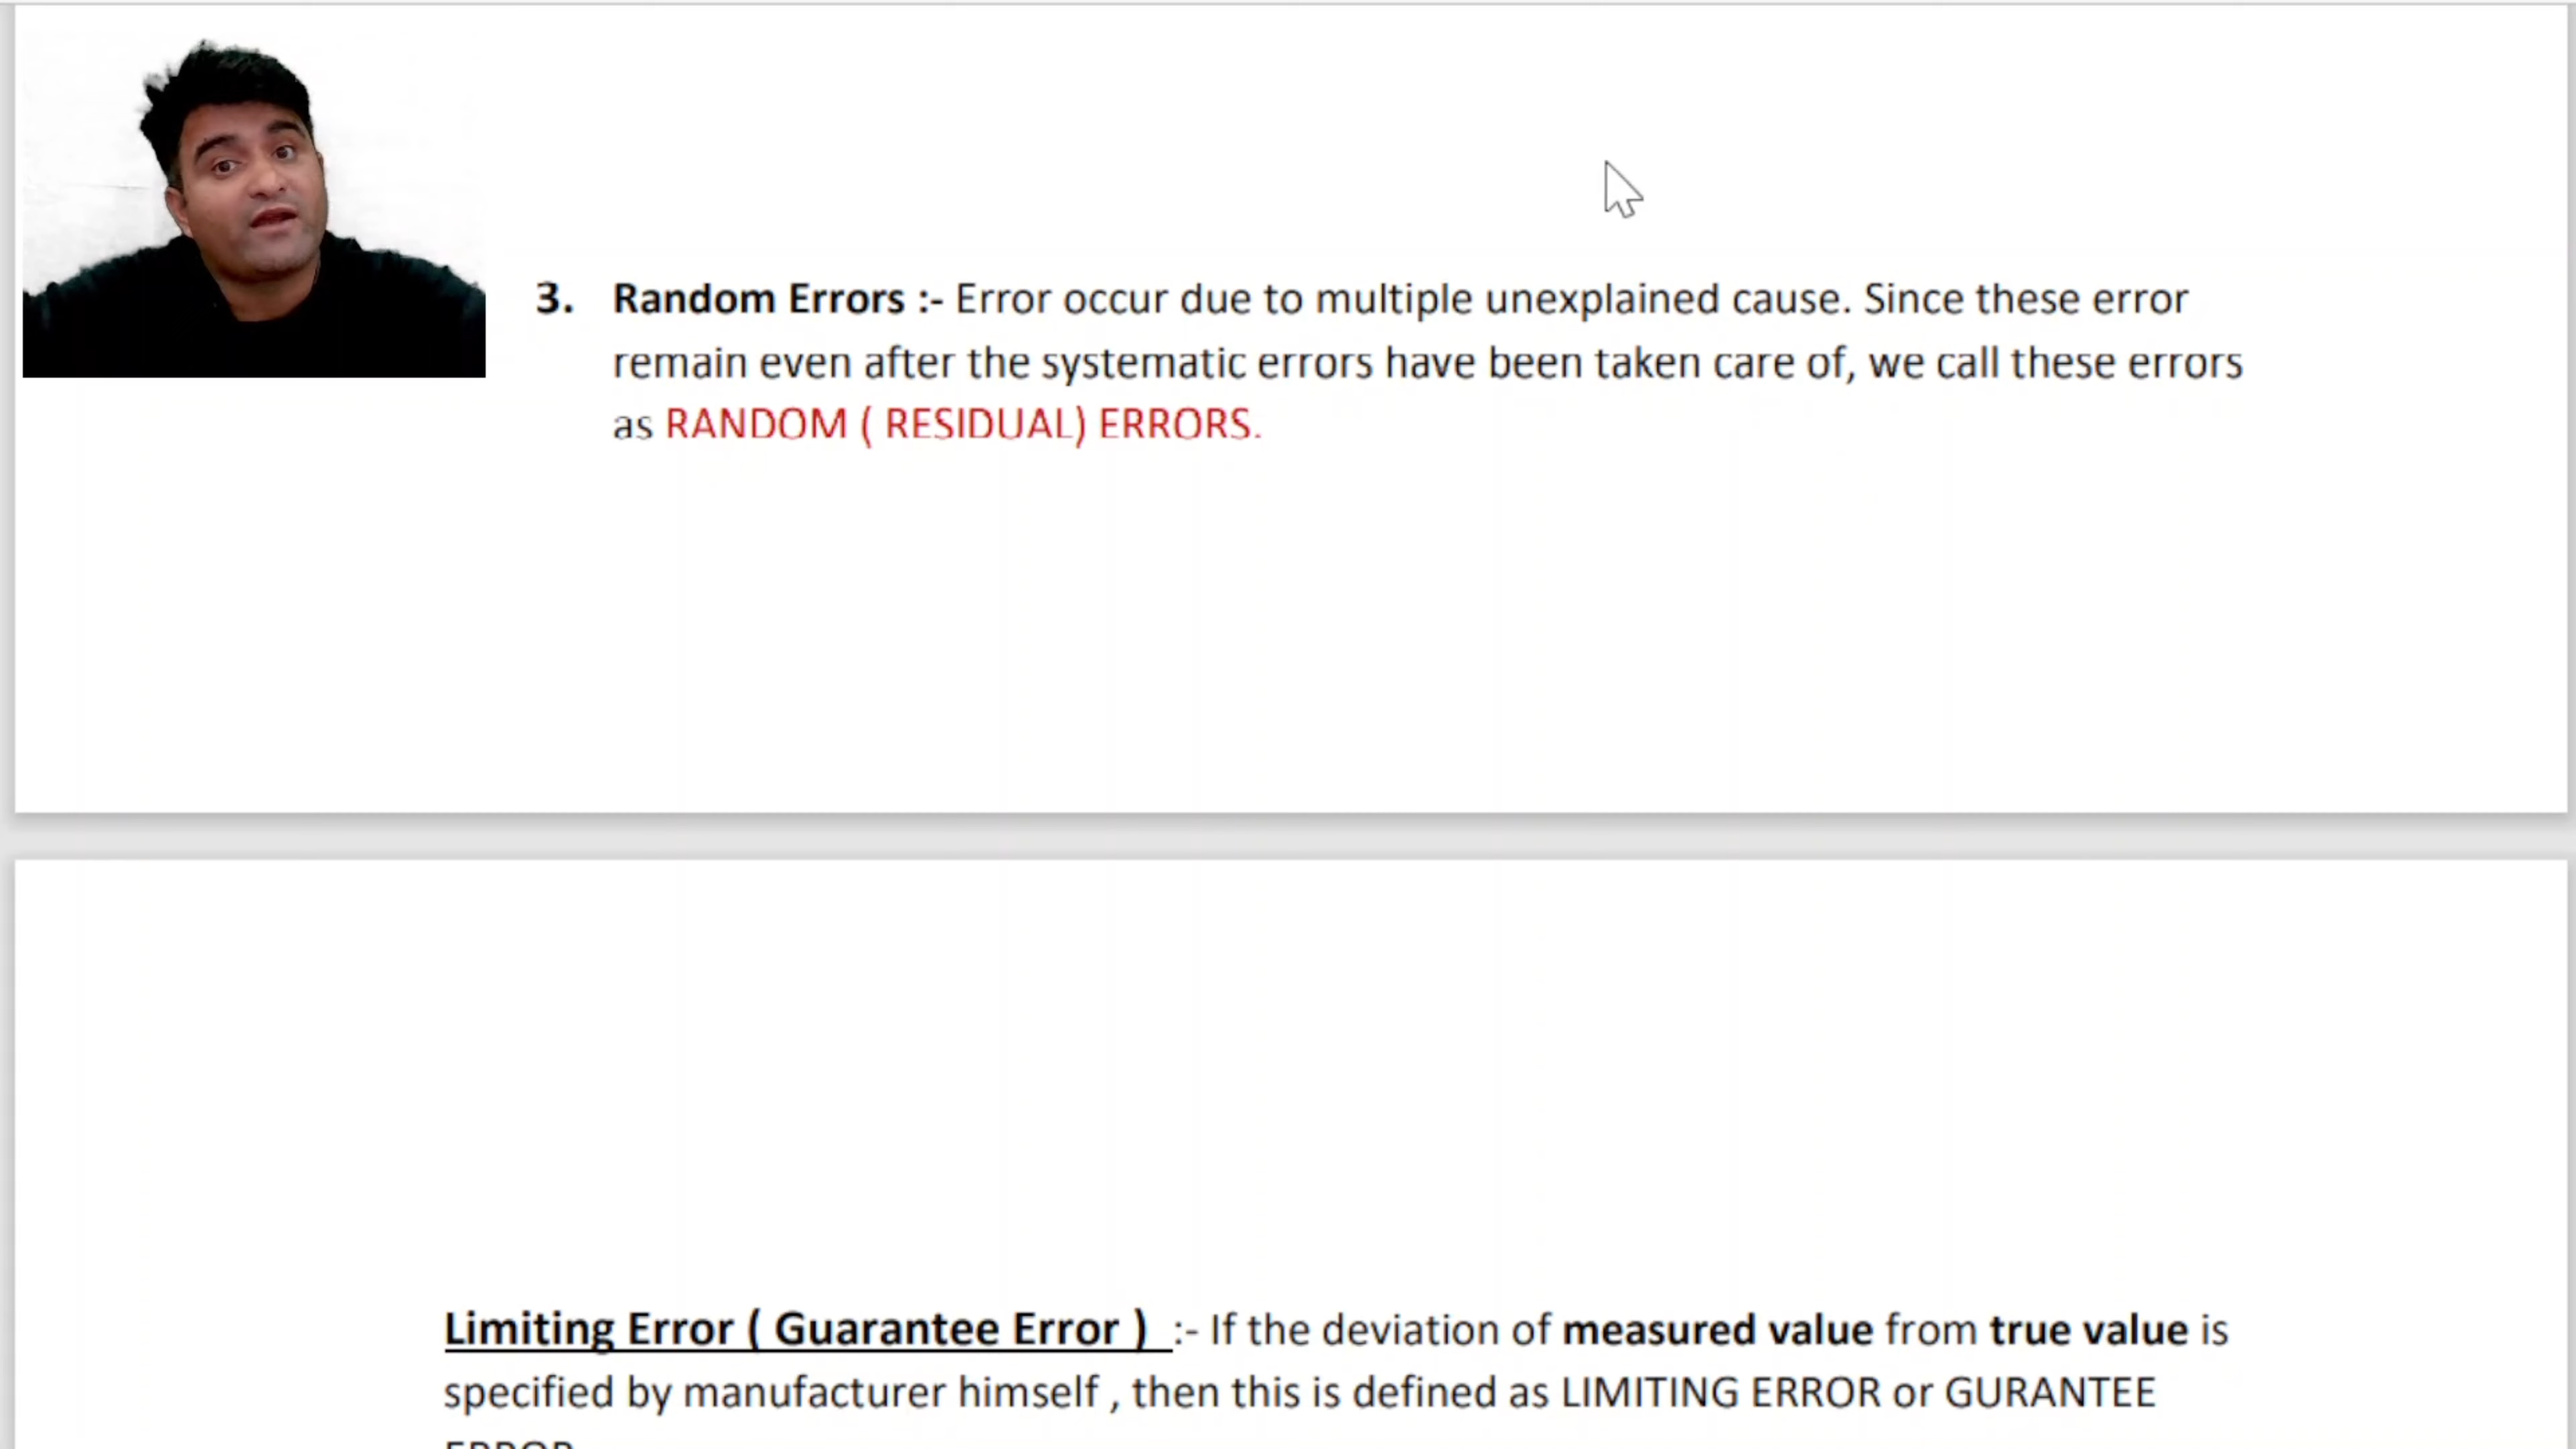 3. Random Errors :- Error occur due to multiple unexplained cause. Since these error
remain even after the systematic errors have been taken care of, we call these errors
as RANDOM ( RESIDUAL) ERRORS.
Limiting Error ( Guarantee Error ) :- If the deviation of measured value from true value is
specified by manufacturer himself , then this is defined as LIMITING ERROR or GURANTEE
ERROR